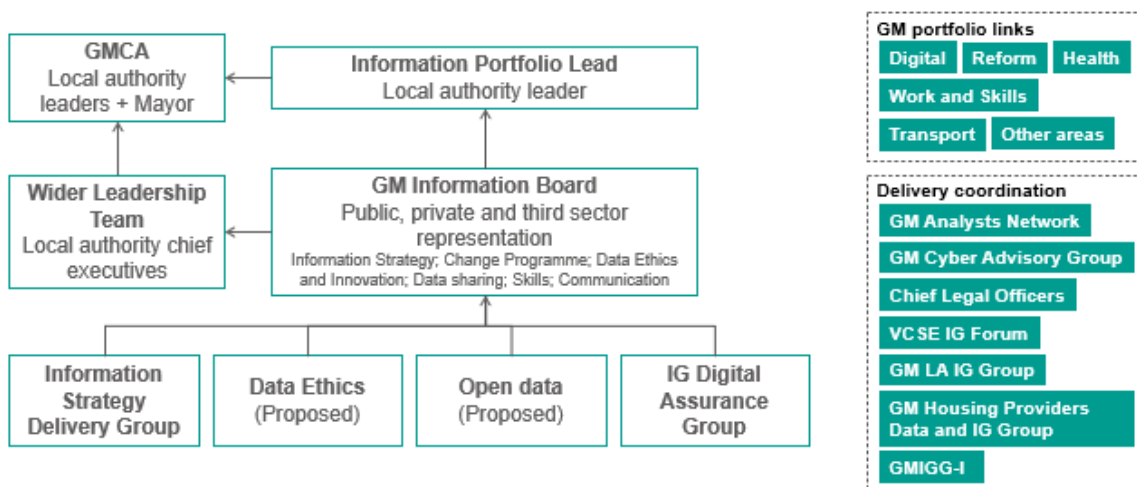 GMCA
Local authority
leaders + Mayor
Information Portfolio Lead
Local authority leader
Wider Leadership
Team
Local authority chief
executives
GM Information Board
Public, private and third sector
representation
Information Strategy; Change Programme; Data Ethics
and Innovation; Data sharing; Skills; Communication
Information
Strategy
Delivery Group
Data Ethics
(Proposed)
Open data
(Proposed)
IG Digital
Assurance
Group
GM portfolio links
Digital
Reform
Health
Work and Skills
Transport
Other areas
Delivery coordination
GM Analysts Network
GM Cyber Advisory Group
Chief Legal Officers
VCSE IG Forum
GM LA IG Group
GM Housing Providers
Data and IG Group
GMIGG-I